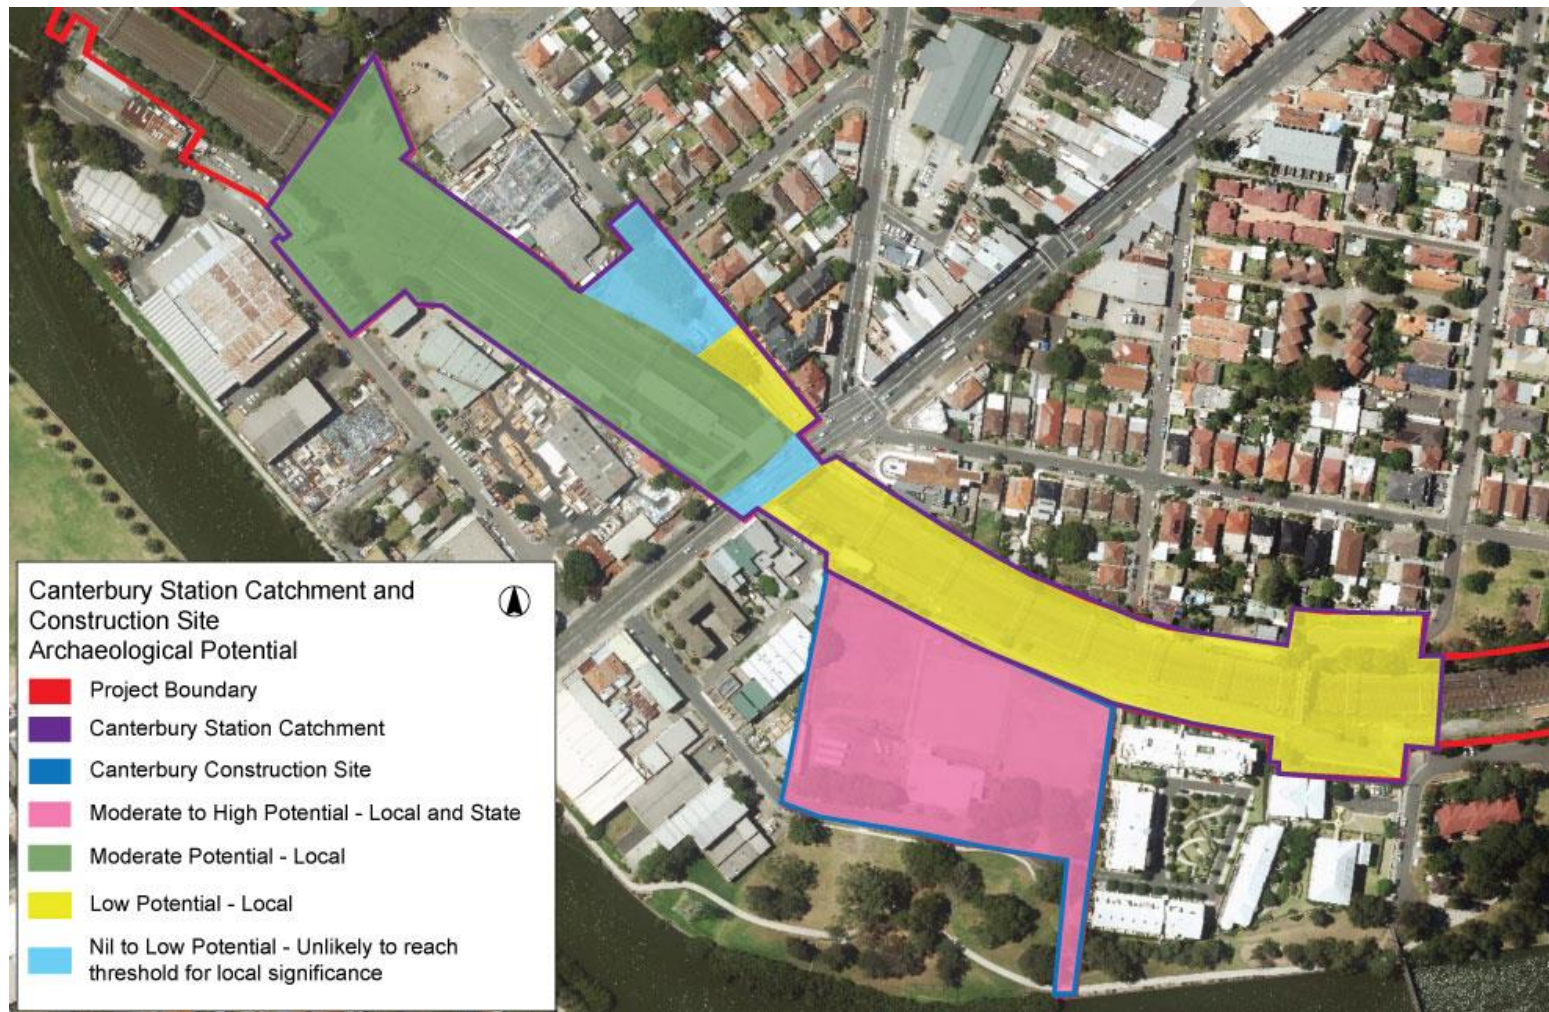 Canterbury Station Catchment and
Construction Site
Archaeological Potential
Project Boundary
Canterbury Station Catchment
Canterbury Construction Site
Moderate to High Potential - Local and State
Moderate Potential - Local
Low Potential - Local
Nil to Low Potential - Unlikely to reach
threshold for local significance